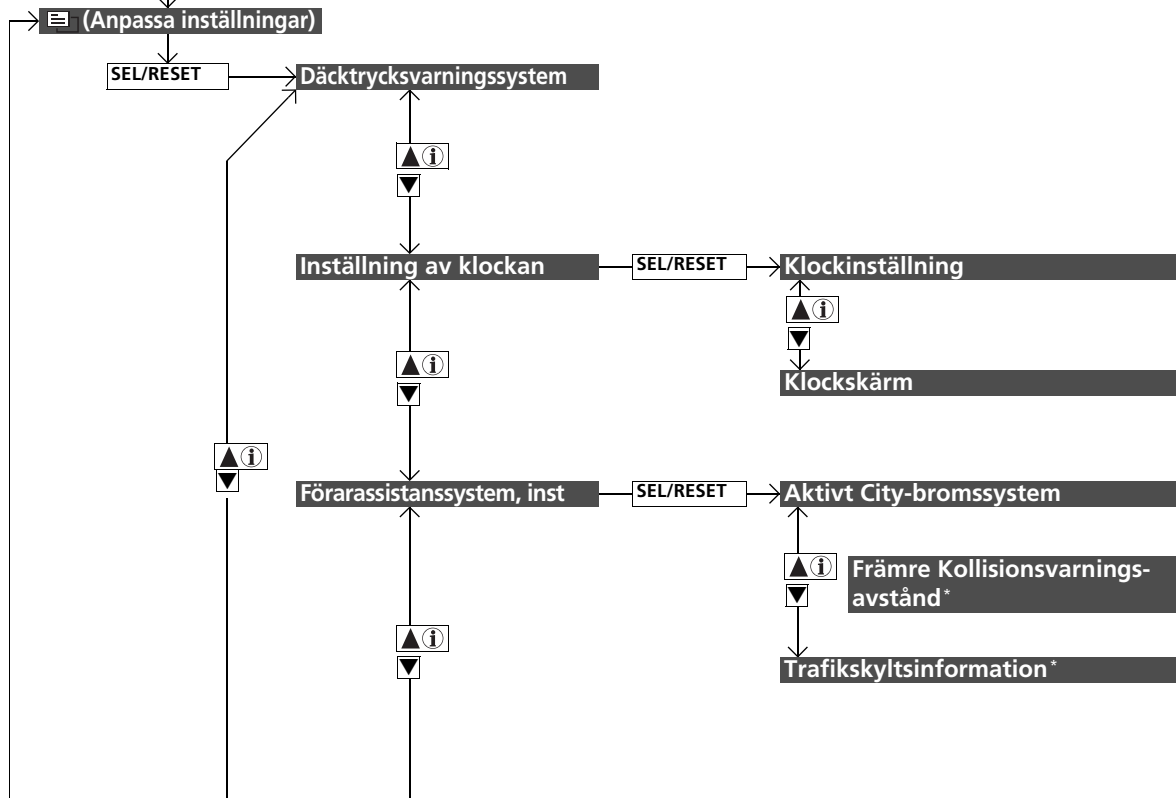 (Anpassa inställningar)
SEL/RESET
Däcktrycksvarningssystem
▲ i
▼
Inställning av klockan
SEL/RESET
Klockinställning
▲ i
▼
Klockskärm
▲ i
▼
▲ i
▼
Förarassistanssystem, inst
SEL/RESET
Aktivt City-bromssystem
▲ i
▼
Främre Kollisionsvarnings-
avstånd*
▲ i
▼
Trafikskyltsinformation*